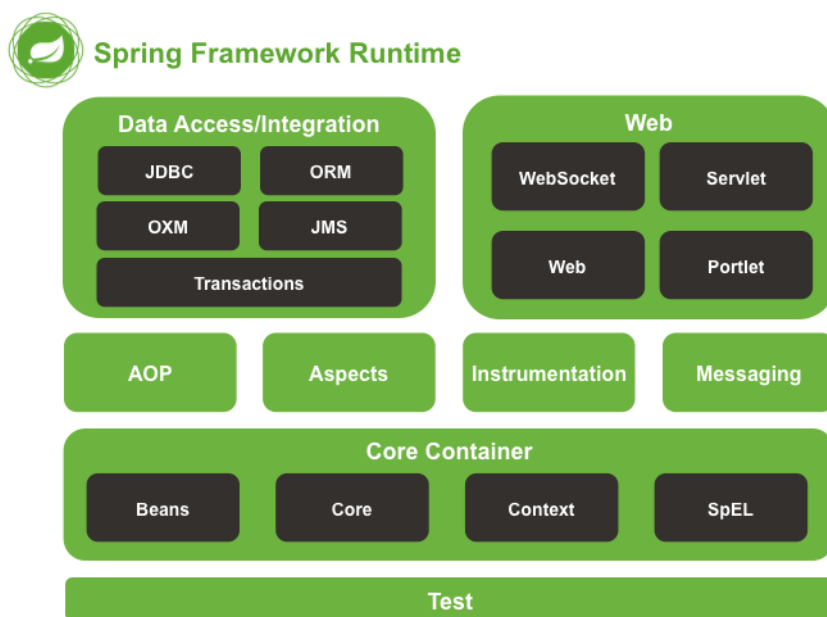 Spring Framework Runtime
Data Access/Integration
JDBC
ORM
OXM
JMS
Transactions
Web
WebSocket
Servlet
Web
Portlet
AOP
Aspects
Instrumentation
Messaging
Core Container
Beans
Core
Context
SpEL
Test